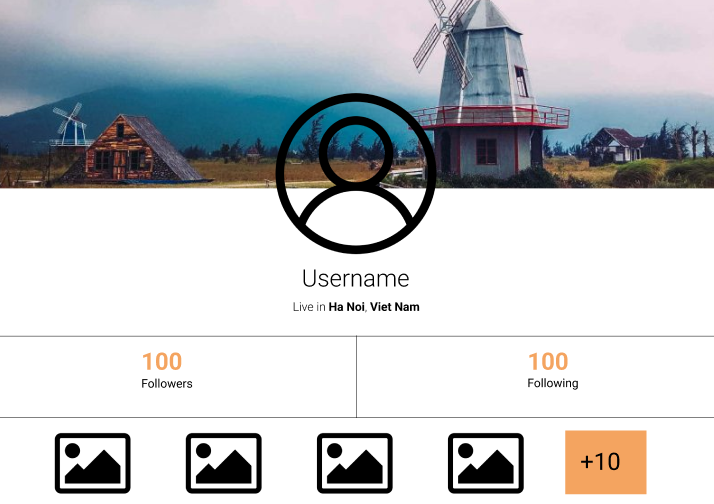 Username
Live in Ha Noi, Viet Nam
100
Followers
100
Following
+10